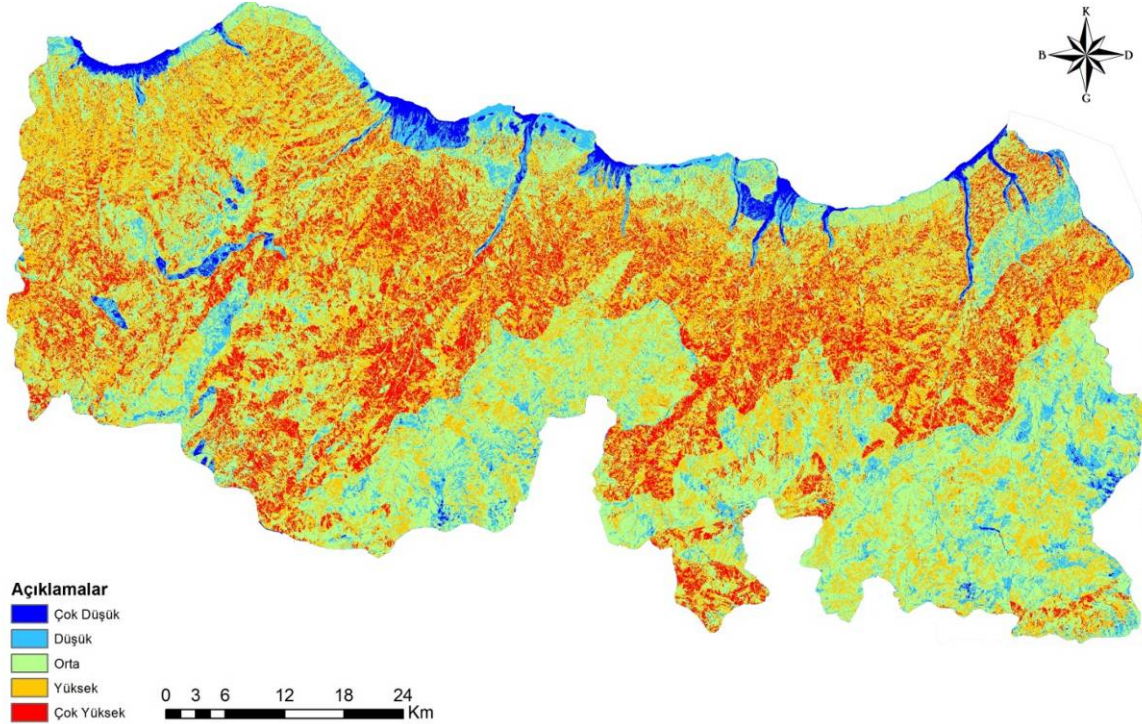 K
B D
G
Açıklamalar
Çok Düşük
Düşük
Orta
Yüksek
Çok Yüksek
0 3 6 12 18 24
Km